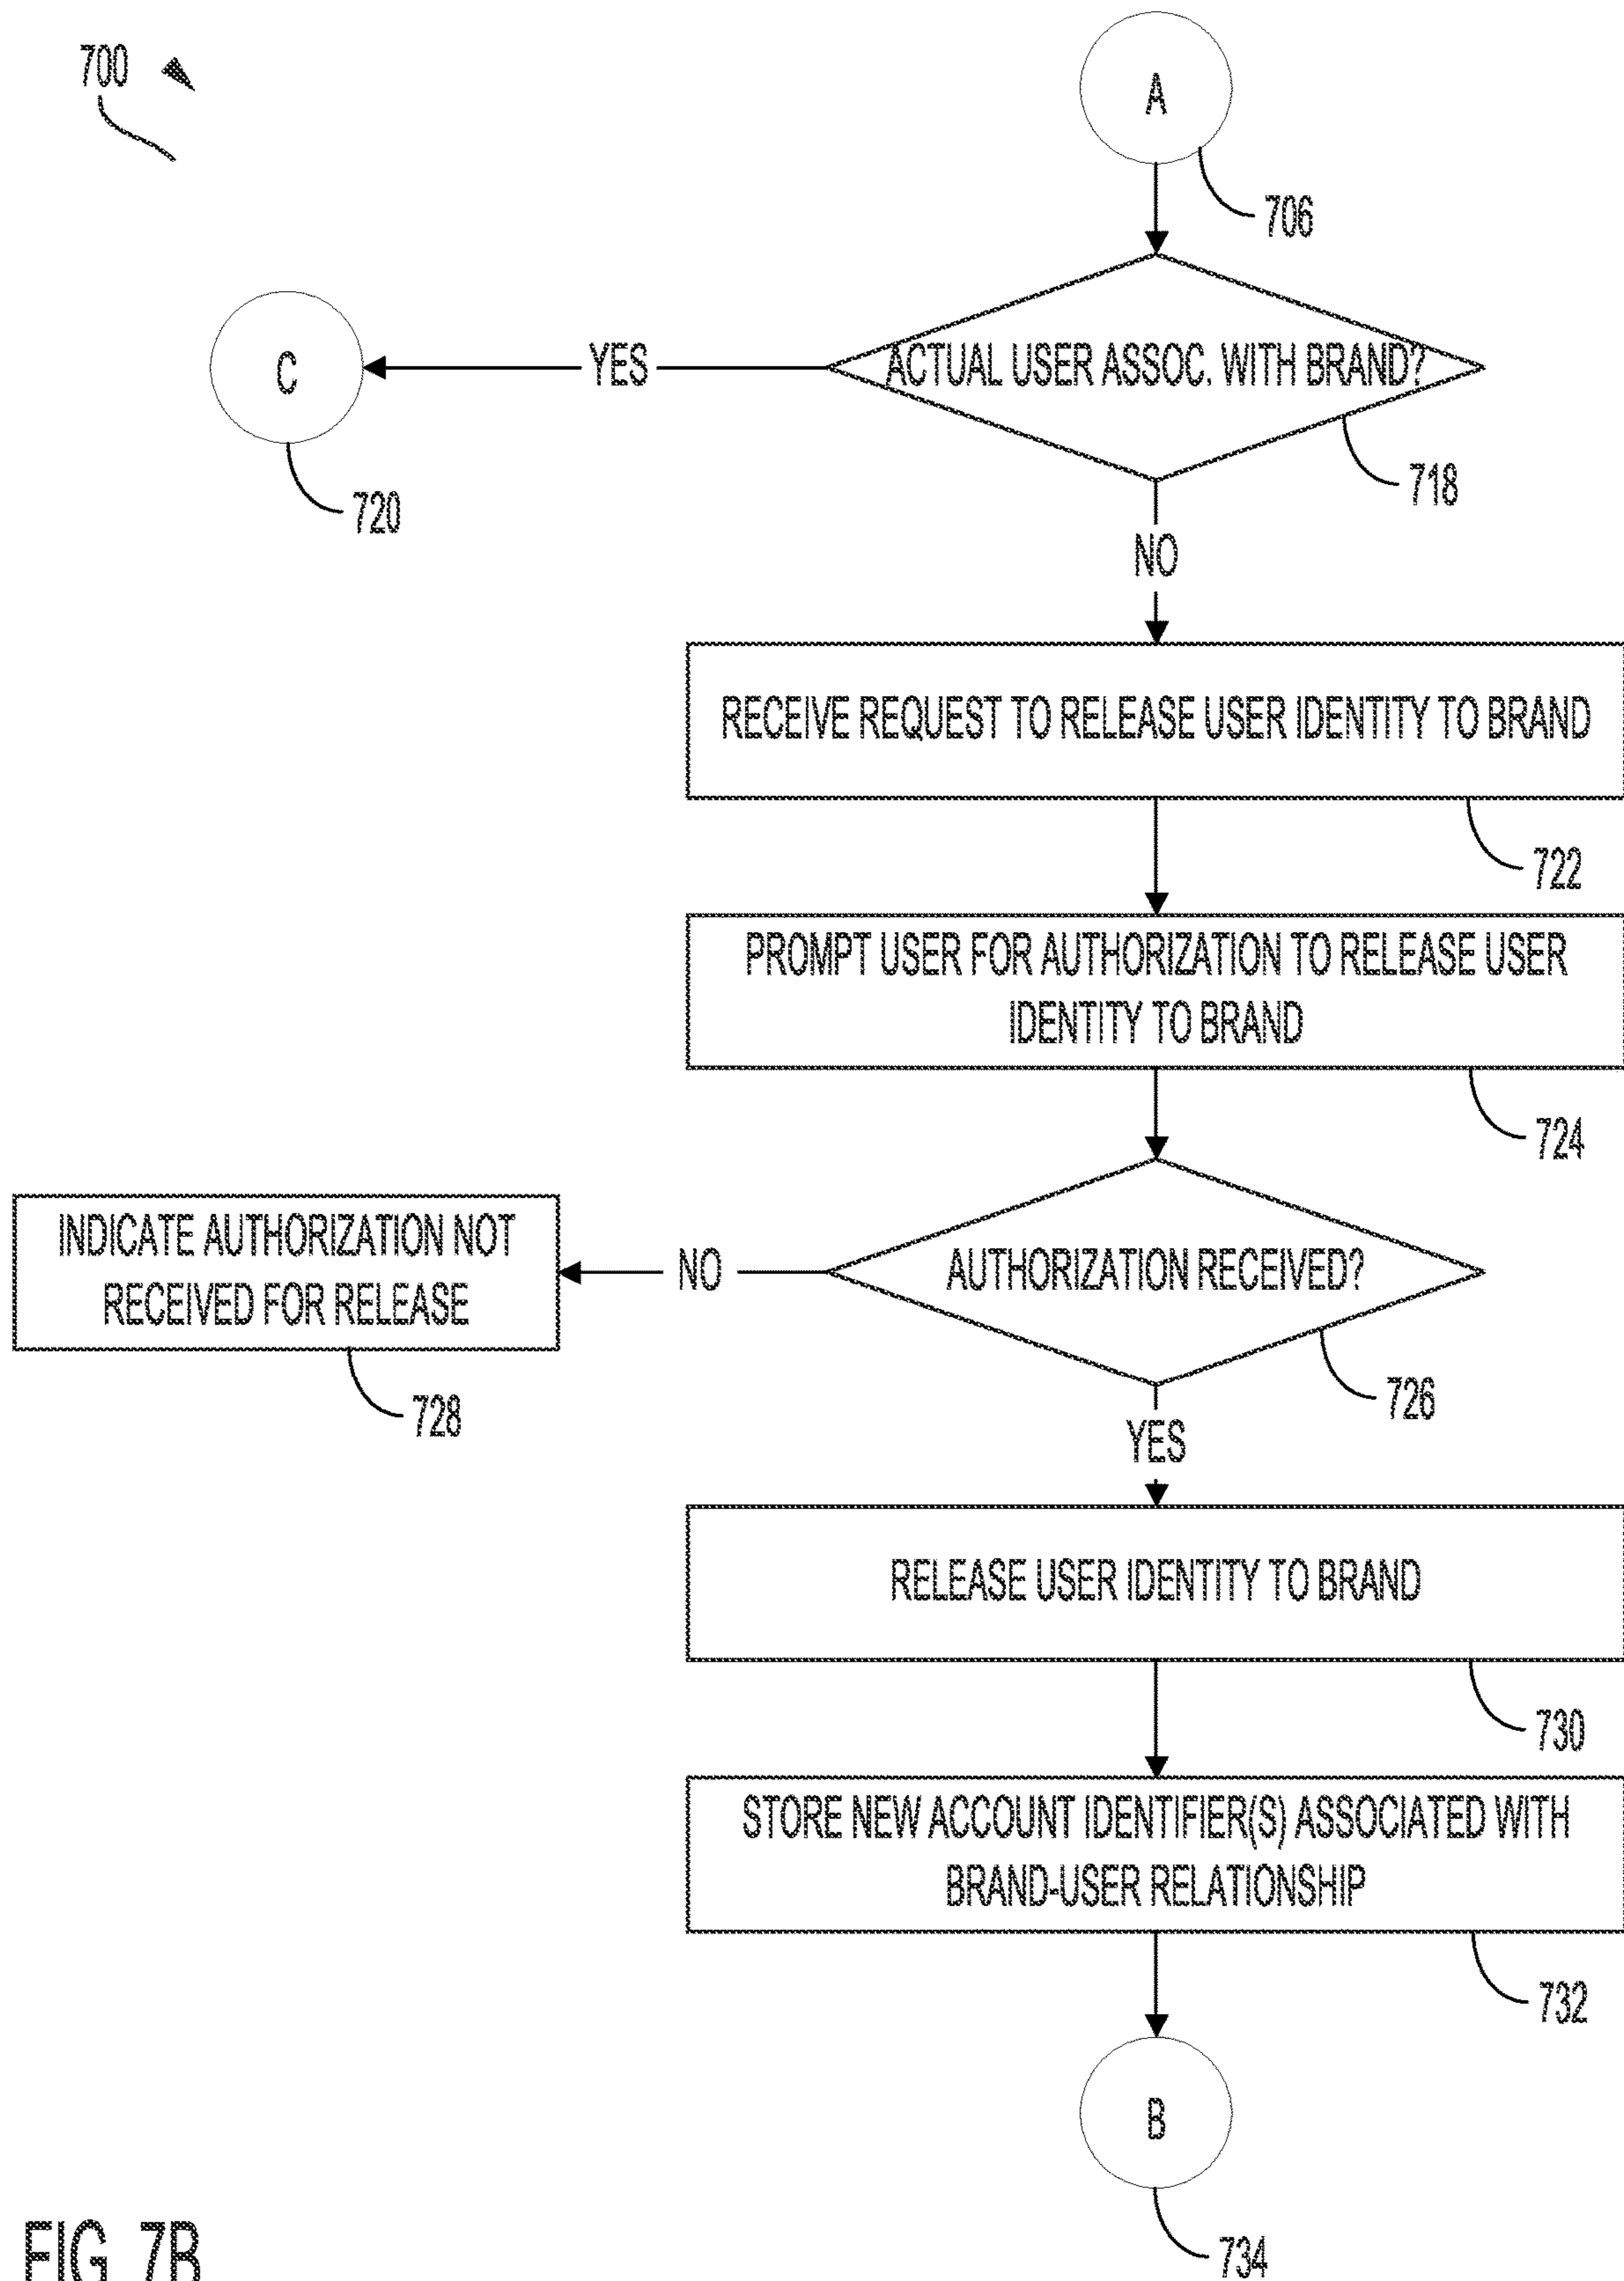 700
A
706
ACTUAL USER ASSOC. WITH BRAND?
YES
C
718
720
NO
RECEIVE REQUEST TO RELEASE USER IDENTITY TO BRAND
722
PROMPT USER FOR AUTHORIZATION TO RELEASE USER
IDENTITY TO BRAND
724
AUTHORIZATION RECEIVED?
NO
INDICATE AUTHORIZATION NOT
RECEIVED FOR RELEASE
726
728
YES
RELEASE USER IDENTITY TO BRAND
730
STORE NEW ACCOUNT IDENTIFIER(S) ASSOCIATED WITH
BRAND-USER RELATIONSHIP
732
B
734
FIG. 7B